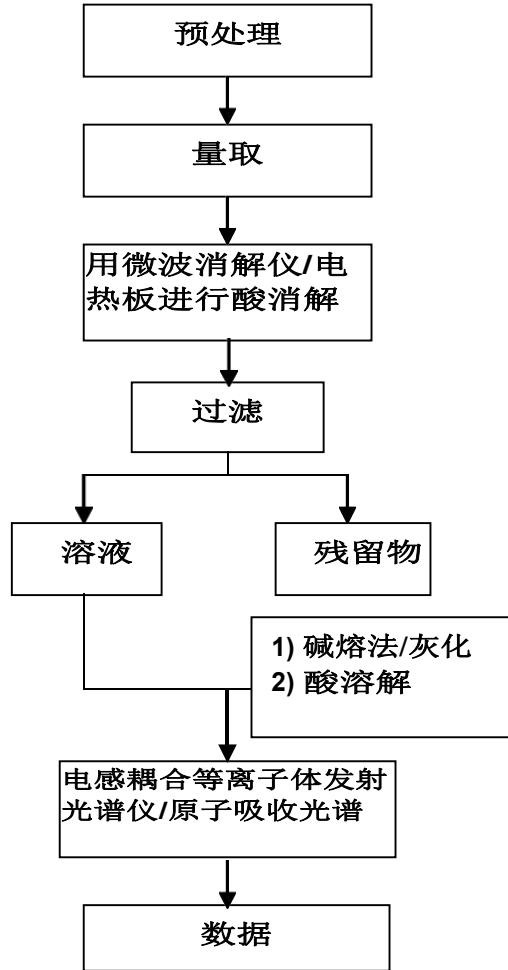 预处理
量取
用微波消解仪/电
热板进行酸消解
过滤
溶液
残留物
1) 碱熔法/灰化
2) 酸溶解
电感耦合等离子体发射
光谱仪/原子吸收光谱
数据